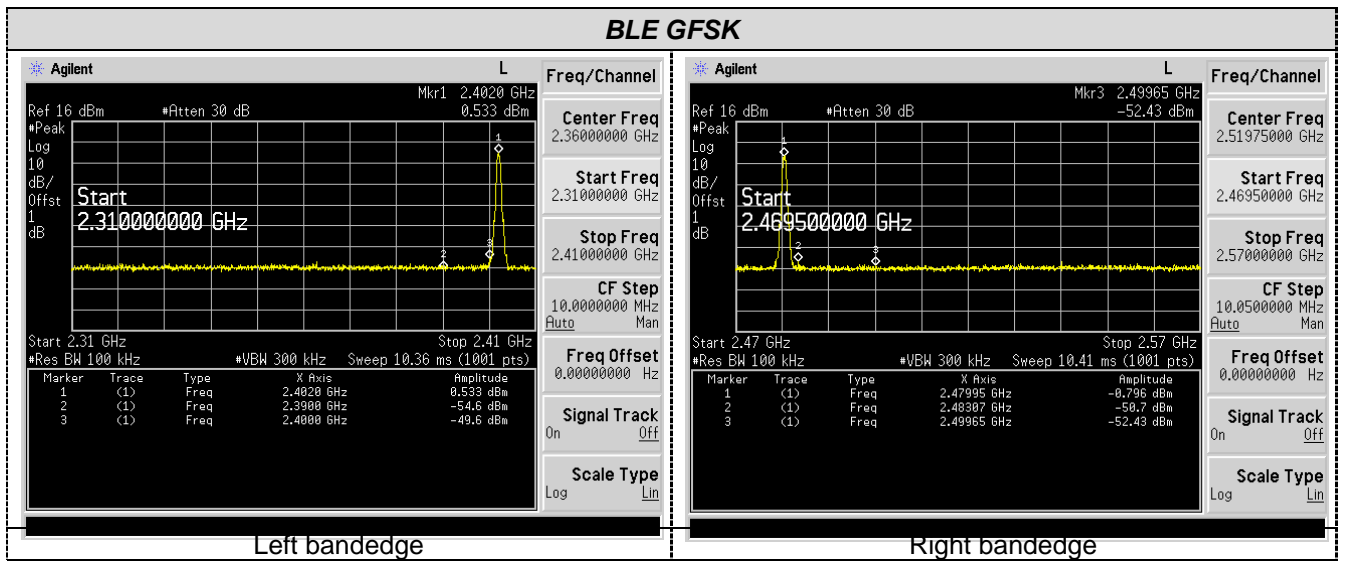 BLE GFSK
Agilent L
Mkr1 2.4020 GHz
Ref 16 dBm #Atten 30 dB 0.533 dBm
#Peak
Log
10
dB/
Offst
1
dB
Start
2.310000000 GHz
1
2
3
Start 2.31 GHz Stop 2.41 GHz
#Res BW 100 kHz #VBW 300 kHz Sweep 10.36 ms (1001 pts)
Marker Trace Type X Axis Amplitude
1 (1) Freq 2.4020 GHz 0.533 dBm
2 (1) Freq 2.3900 GHz -54.6 dBm
3 (1) Freq 2.4000 GHz -49.6 dBm
Freq/Channel
Center Freq
2.36000000 GHz
Start Freq
2.31000000 GHz
Stop Freq
2.41000000 GHz
CF Step
10.0000000 MHz
Auto Man
Freq Offset
0.00000000 Hz
Signal Track
On Off
Scale Type
Log Lin
Left bandedge
Agilent L
Mkr3 2.49965 GHz
Ref 16 dBm #Atten 30 dB -52.43 dBm
#Peak
Log
10
dB/
Offst
1
dB
Start
2.469500000 GHz
1
2
3
Start 2.47 GHz Stop 2.57 GHz
#Res BW 100 kHz #VBW 300 kHz Sweep 10.41 ms (1001 pts)
Marker Trace Type X Axis Amplitude
1 (1) Freq 2.47995 GHz -0.796 dBm
2 (1) Freq 2.48307 GHz -50.7 dBm
3 (1) Freq 2.49965 GHz -52.43 dBm
Freq/Channel
Center Freq
2.51975000 GHz
Start Freq
2.46950000 GHz
Stop Freq
2.57000000 GHz
CF Step
10.0500000 MHz
Auto Man
Freq Offset
0.00000000 Hz
Signal Track
On Off
Scale Type
Log Lin
Right bandedge